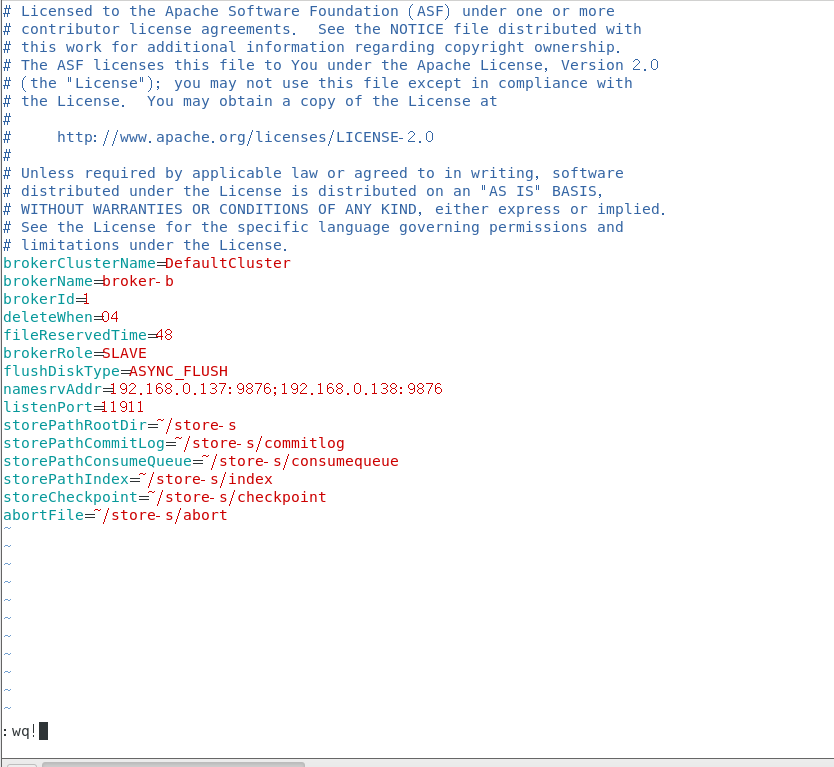 # Licensed to the Apache Software Foundation (ASF) under one or more
# contributor license agreements.  See the NOTICE file distributed with
# this work for additional information regarding copyright ownership.
# The ASF licenses this file to You under the Apache License, Version 2.0
# (the "License"); you may not use this file except in compliance with
# the License.  You may obtain a copy of the License at
#
#     http://www.apache.org/licenses/LICENSE-2.0
#
# Unless required by applicable law or agreed to in writing, software
# distributed under the License is distributed on an "AS IS" BASIS,
# WITHOUT WARRANTIES OR CONDITIONS OF ANY KIND, either express or implied.
# See the License for the specific language governing permissions and
# limitations under the License.
brokerClusterName=DefaultCluster
brokerName=broker-b
brokerId=1
deleteWhen=04
fileReservedTime=48
brokerRole=SLAVE
flushDiskType=ASYNC_FLUSH
namesrvAddr=192.168.0.137:9876;192.168.0.138:9876
listenPort=11911
storePathRootDir=~/store-s
storePathCommitLog=~/store-s/commitlog
storePathConsumeQueue=~/store-s/consumequeue
storePathIndex=~/store-s/index
storeCheckpoint=~/store-s/checkpoint
abortFile=~/store-s/abort
~
~
~
~
~
~
~
~
~
~
~
:wq!